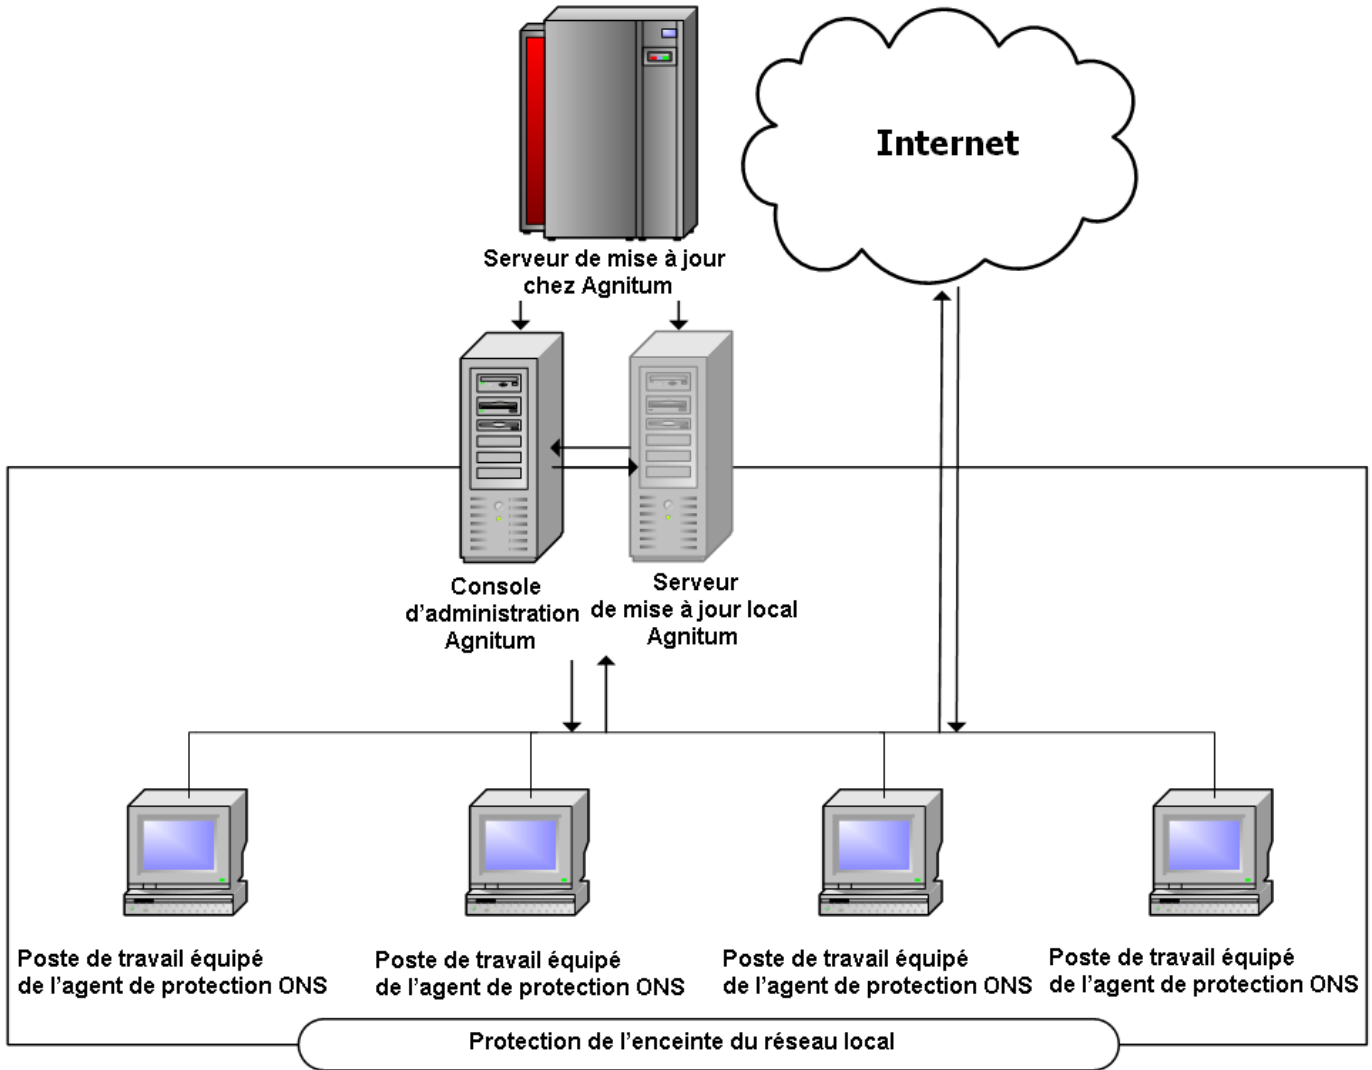 Internet
Serveur de mise à jour
chez Agnitum
Console
d'administration
Agnitum
Serveur
de mise à jour local
Agnitum
Poste de travail équipé
de l'agent de protection ONS
Poste de travail équipé
de l'agent de protection ONS
Poste de travail équipé
de l'agent de protection ONS
Poste de travail équipé
de l'agent de protection ONS
Protection de l'enceinte du réseau local